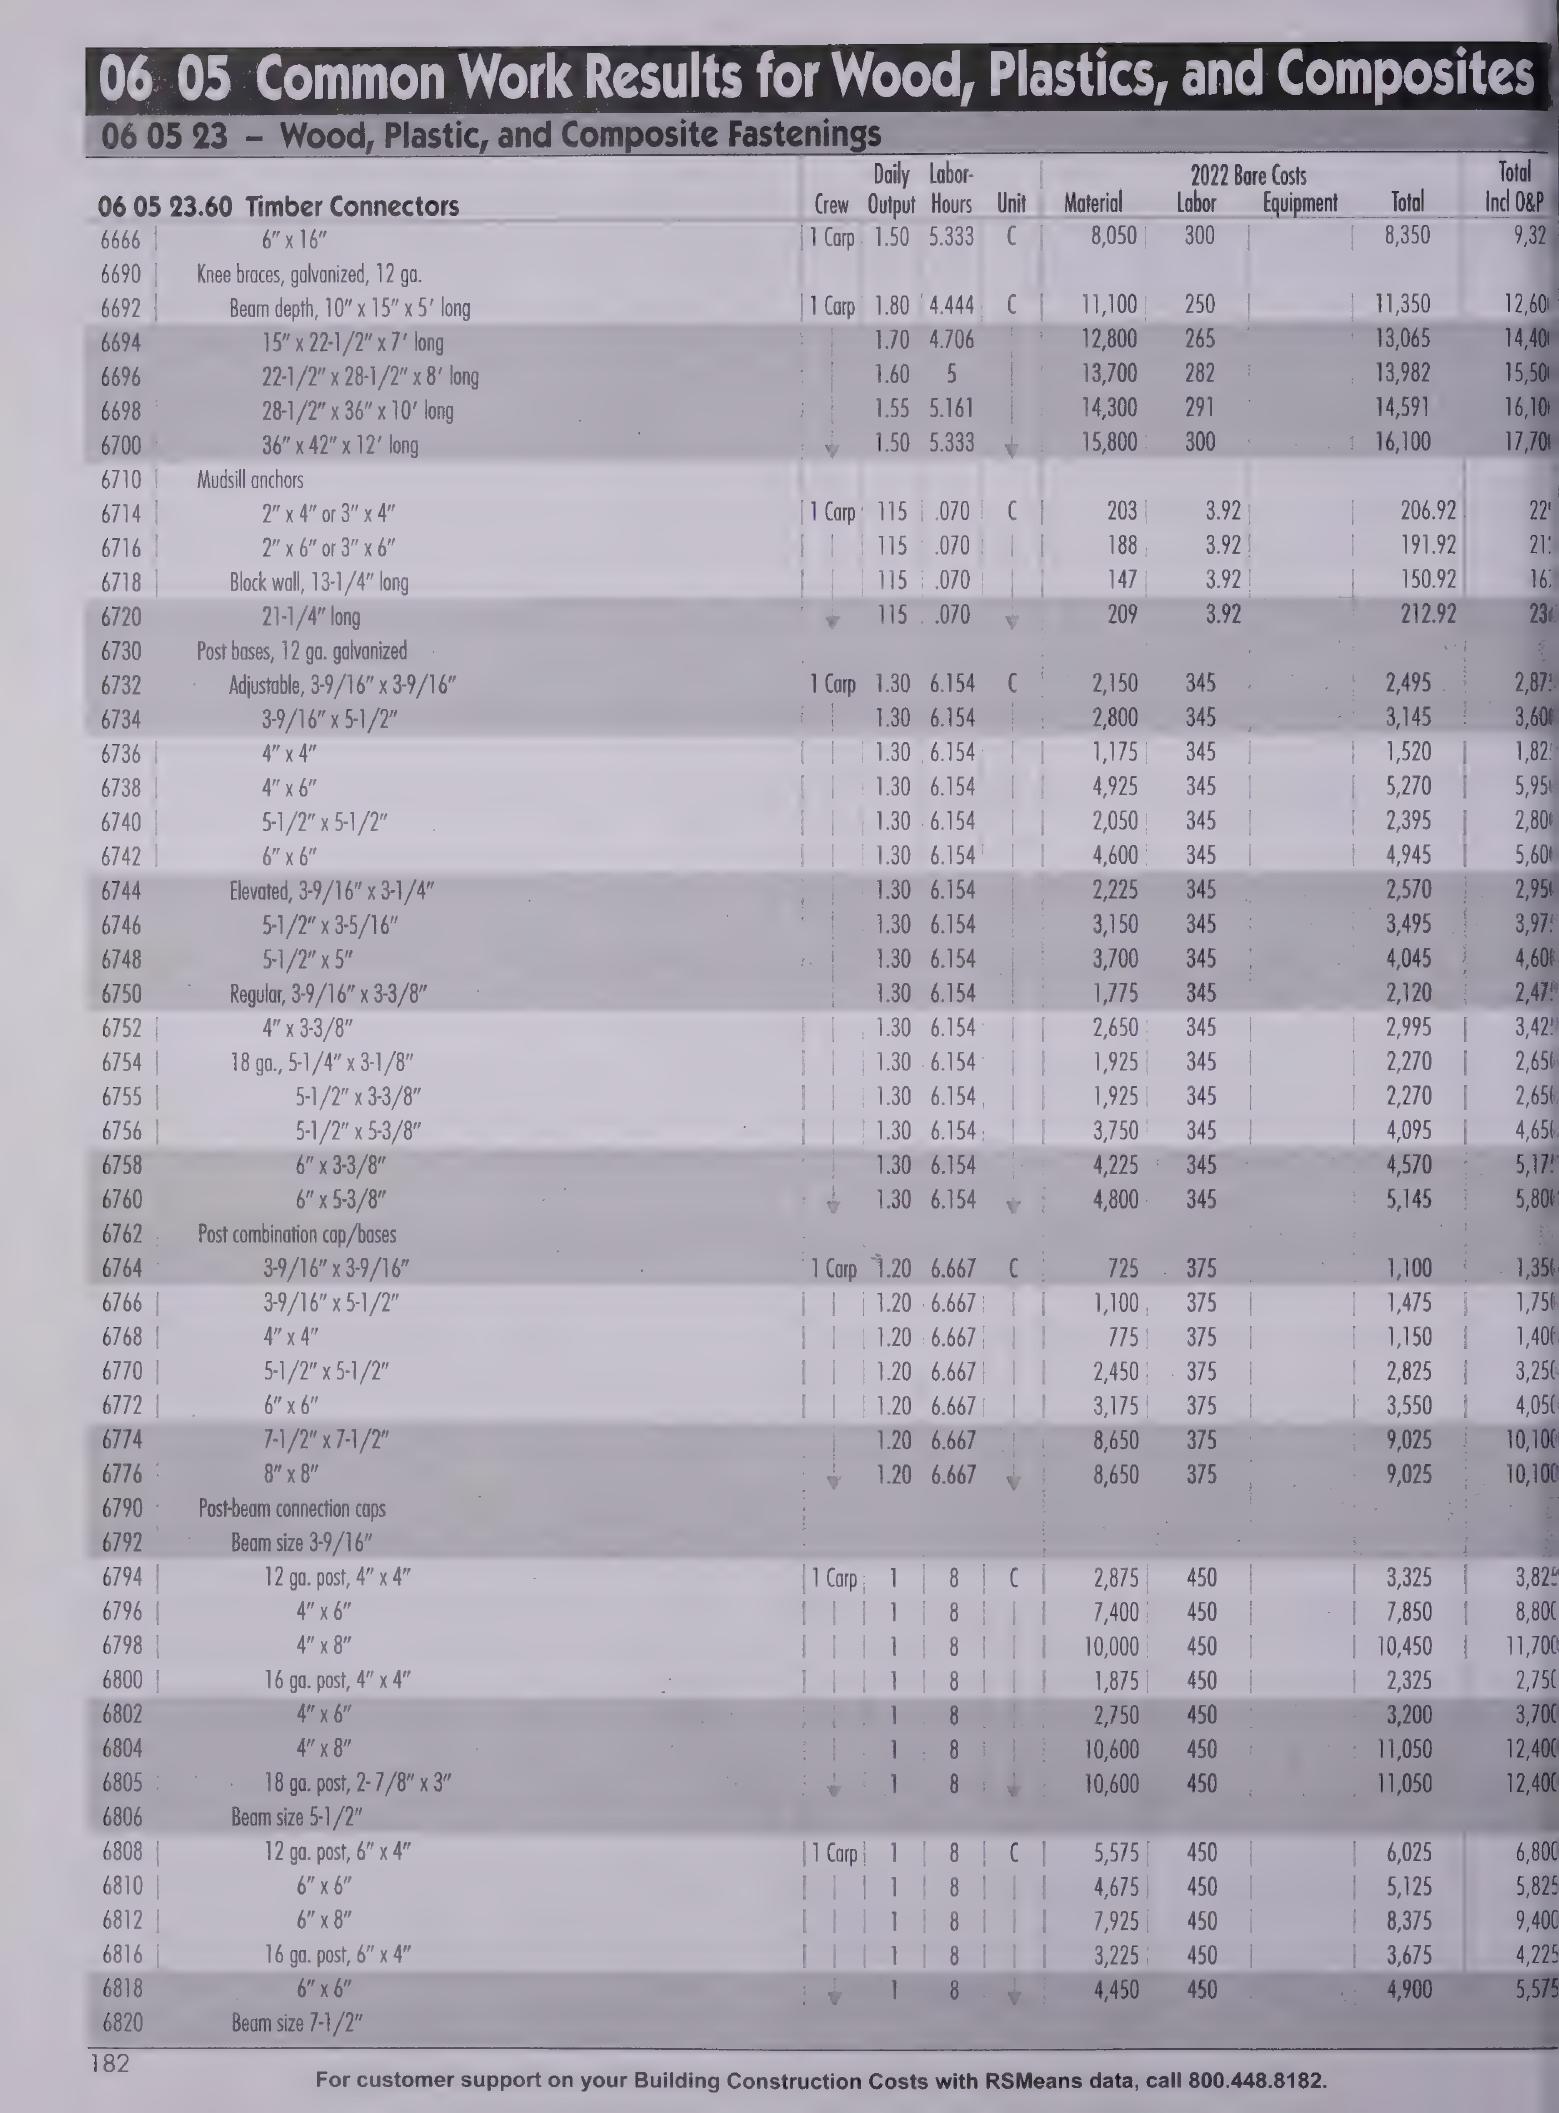 06 05 Common Work Results for Wood, Plastics, and Composites
06 05 23 – Wood, Plastic, and Composite Fastenings
Daily Labor- 2022 Bare Costs Total
06 05 23.60 Timber Connectors Crew Output Hours Unit Material Labor Equipment Total Incl O&P
6666 6" x 16" 1 Carp 1.50 5.333 C 8,050 300 8,350 9,32
6690 Knee braces, galvanized, 12 ga.
6692 Beam depth, 10" x 15" x 5' long 1 Carp 1.80 4.444 C 11,100 250 11,350 12,60
6694 15" x 22-1/2" x 7' long 1.70 4.706 12,800 265 13,065 14,40
6696 22-1/2" x 28-1/2" x 8' long 1.60 5 13,700 282 13,982 15,50
6698 28-1/2" x 36" x 10' long 1.55 5.161 14,300 291 14,591 16,10
6700 36" x 42" x 12' long 1.50 5.333 15,800 300 16,100 17,70
6710 Mudsill anchors
6714 2" x 4" or 3" x 4" 1 Carp 115 .070 C 203 3.92 206.92 22
6716 2" x 6" or 3" x 6" 115 .070 188 3.92 191.92 21
6718 Block wall, 13-1/4" long 115 .070 147 3.92 150.92 16
6720 21-1/4" long 115 .070 209 3.92 212.92 23
6730 Post bases, 12 ga. galvanized
6732 Adjustable, 3-9/16" x 3-9/16" 1 Carp 1.30 6.154 C 2,150 345 2,495 2,87
6734 3-9/16" x 5-1/2" 1.30 6.154 2,800 345 3,145 3,60
6736 4" x 4" 1.30 6.154 1,175 345 1,520 1,82
6738 4" x 6" 1.30 6.154 4,925 345 5,270 5,95
6740 5-1/2" x 5-1/2" 1.30 6.154 2,050 345 2,395 2,80
6742 6" x 6" 1.30 6.154 4,600 345 4,945 5,60
6744 Elevated, 3-9/16" x 3-1/4" 1.30 6.154 2,225 345 2,570 2,95
6746 5-1/2" x 3-5/16" 1.30 6.154 3,150 345 3,495 3,97
6748 5-1/2" x 5" 1.30 6.154 3,700 345 4,045 4,60
6750 Regular, 3-9/16" x 3-3/8" 1.30 6.154 1,775 345 2,120 2,47
6752 4" x 3-3/8" 1.30 6.154 2,650 345 2,995 3,42
6754 18 ga., 5-1/4" x 3-1/8" 1.30 6.154 1,925 345 2,270 2,65
6755 5-1/2" x 3-3/8" 1.30 6.154 1,925 345 2,270 2,65
6756 5-1/2" x 5-3/8" 1.30 6.154 3,750 345 4,095 4,65
6758 6" x 3-3/8" 1.30 6.154 4,225 345 4,570 5,17
6760 6" x 5-3/8" 1.30 6.154 4,800 345 5,145 5,80
6762 Post combination cap/bases
6764 3-9/16" x 3-9/16" 1 Carp 1.20 6.667 C 725 375 1,100 1,35
6766 3-9/16" x 5-1/2" 1.20 6.667 1,100 375 1,475 1,75
6768 4" x 4" 1.20 6.667 775 375 1,150 1,40
6770 5-1/2" x 5-1/2" 1.20 6.667 2,450 375 2,825 3,25
6772 6" x 6" 1.20 6.667 3,175 375 3,550 4,05
6774 7-1/2" x 7-1/2" 1.20 6.667 8,650 375 9,025 10,100
6776 8" x 8" 1.20 6.667 8,650 375 9,025 10,100
6790 Post-beam connection caps
6792 Beam size 3-9/16"
6794 12 ga. post, 4" x 4" 1 Carp 1 8 C 2,875 450 3,325 3,825
6796 4" x 6" 1 8 7,400 450 7,850 8,800
6798 4" x 8" 1 8 10,000 450 10,450 11,700
6800 16 ga. post, 4" x 4" 1 8 1,875 450 2,325 2,750
6802 4" x 6" 1 8 2,750 450 3,200 3,700
6804 4" x 8" 1 8 10,600 450 11,050 12,400
6805 18 ga. post, 2-7/8" x 3" 1 8 10,600 450 11,050 12,400
6806 Beam size 5-1/2"
6808 12 ga. post, 6" x 4" 1 Carp 1 8 C 5,575 450 6,025 6,800
6810 6" x 6" 1 8 4,675 450 5,125 5,825
6812 6" x 8" 1 8 7,925 450 8,375 9,400
6816 16 ga. post, 6" x 4" 1 8 3,225 450 3,675 4,225
6818 6" x 6" 1 8 4,450 450 4,900 5,575
6820 Beam size 7-1/2"
182
For customer support on your Building Construction Costs with RSMeans data, call 800.448.8182.